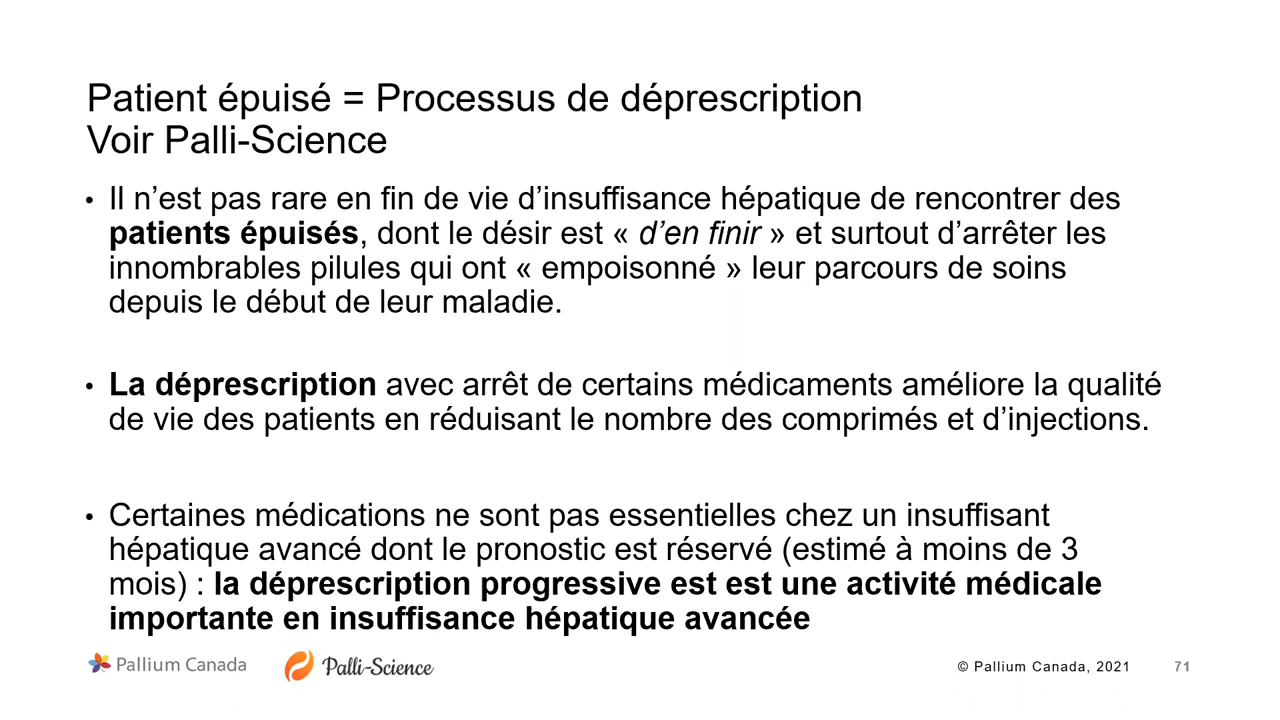 Patient épuisé = Processus de déprescription
Voir Palli-Science
• Il n’est pas rare en fin de vie d’insuffisance hépatique de rencontrer des
patients épuisés, dont le désir est « d’en finir » et surtout d’arrêter les
innombrables pilules qui ont « empoisonné » leur parcours de soins
depuis le début de leur maladie.
• La déprescription avec arrêt de certains médicaments améliore la qualité
de vie des patients en réduisant le nombre des comprimés et d’injections.
• Certaines médications ne sont pas essentielles chez un insuffisant
hépatique avancé dont le pronostic est réservé (estimé à moins de 3
mois) : la déprescription progressive est est une activité médicale
importante en insuffisance hépatique avancée
Pallium Canada
Palli-Science
© Pallium Canada, 2021
71